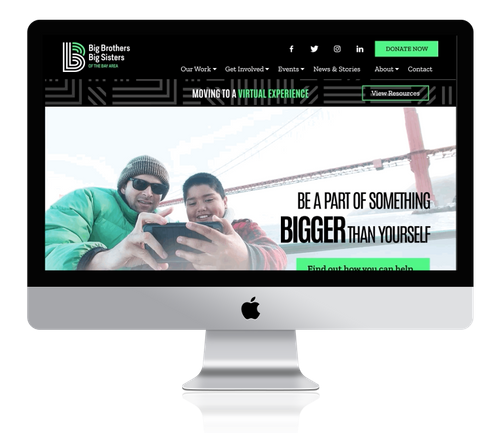 Big Brothers
Big Sisters
OF THE BAY AREA
DONATE NOW
Our Work Get Involved Events News & Stories About Contact
MOVING TO A VIRTUAL EXPERIENCE
View Resources
BE A PART OF SOMETHING
BIGGER THAN YOURSELF
Find out how you can help